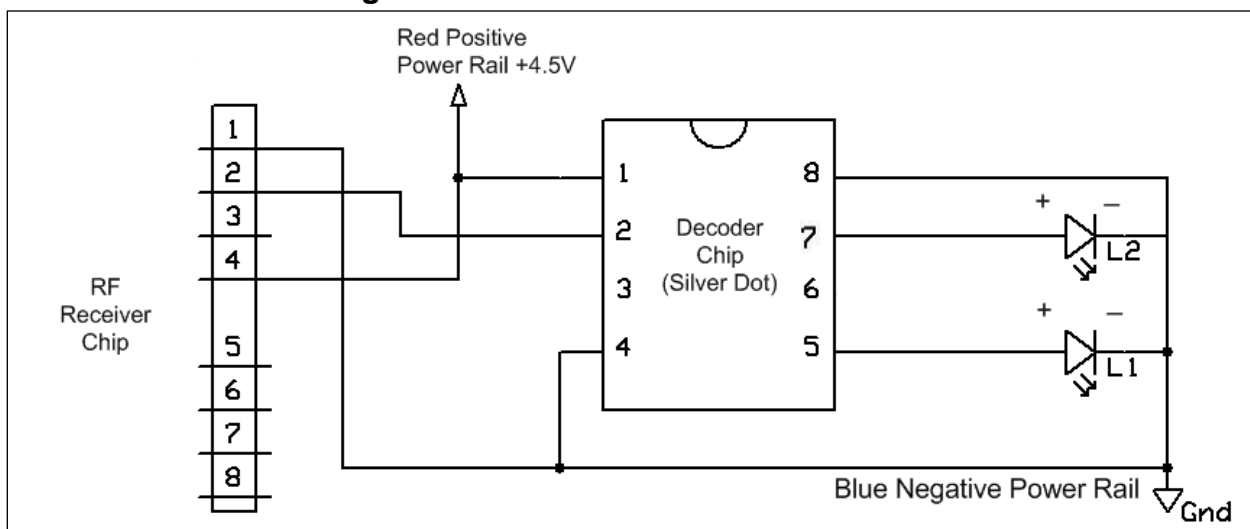 Red Positive
Power Rail +4.5V
1
2
3
4
5
6
7
8
RF
Receiver
Chip
1
2
3
4
Decoder
Chip
(Silver Dot)
8
7
6
5
+ −
L2
+ −
L1
Blue Negative Power Rail
Gnd